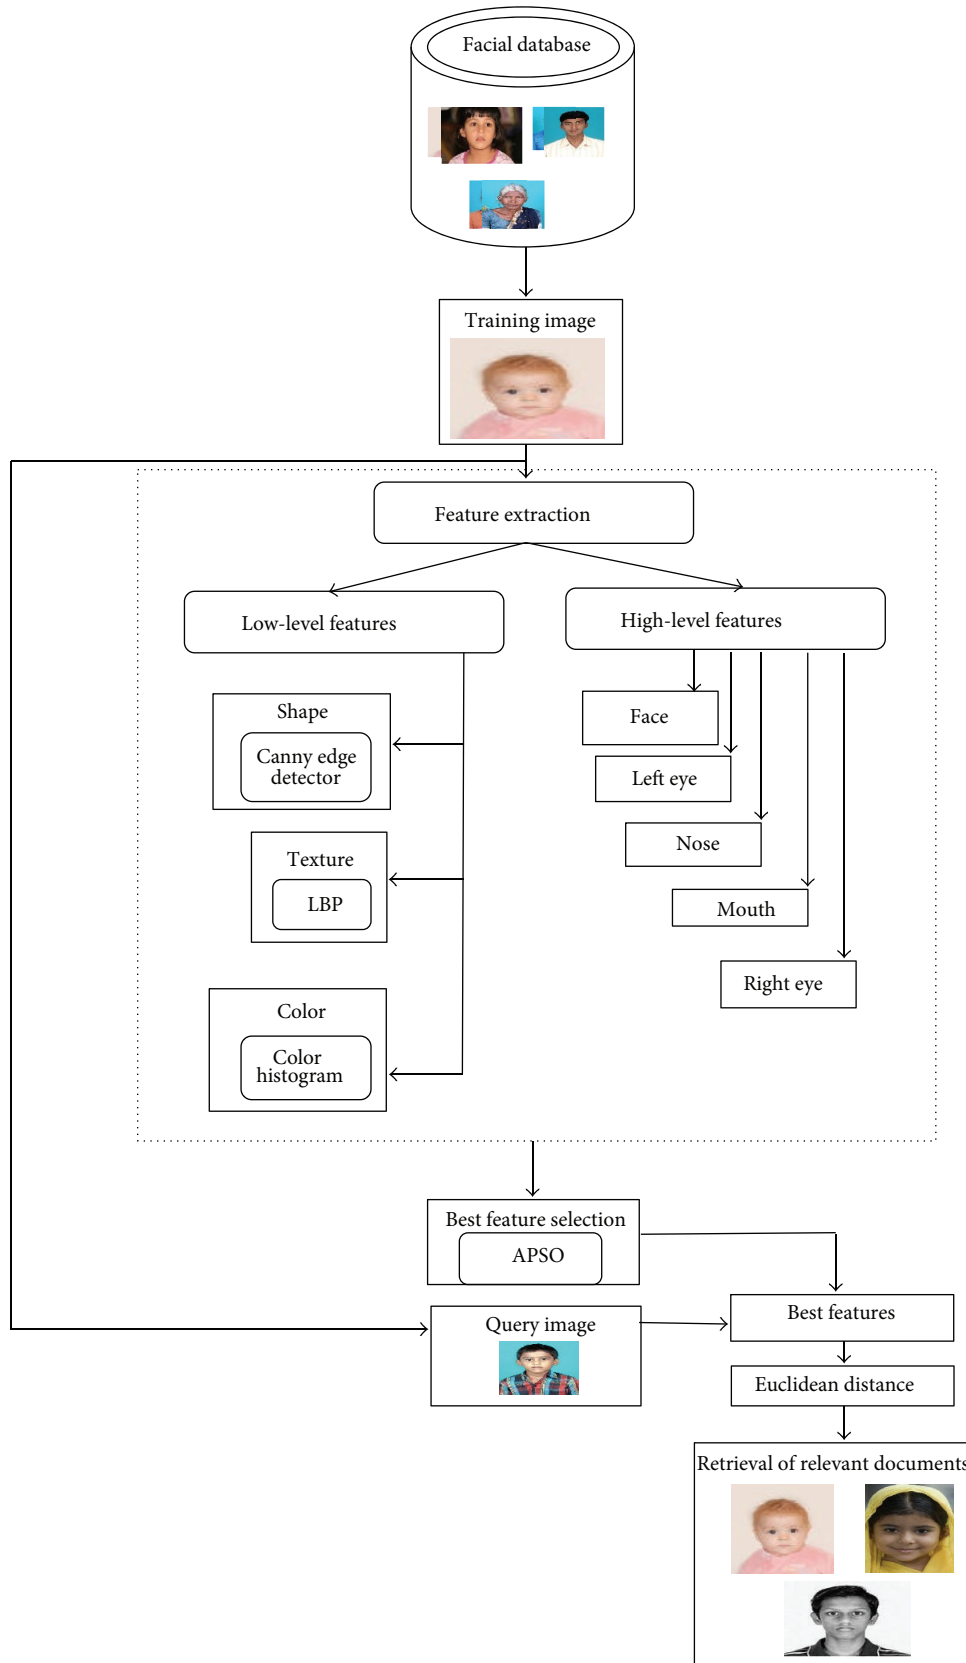 Facial database
Training image
Feature extraction
Low-level features
High-level features
Shape
Canny edge
detector
Texture
LBP
Color
Color
histogram
Face
Left eye
Nose
Mouth
Right eye
Best feature selection
APSO
Query image
Best features
Euclidean distance
Retrieval of relevant documents